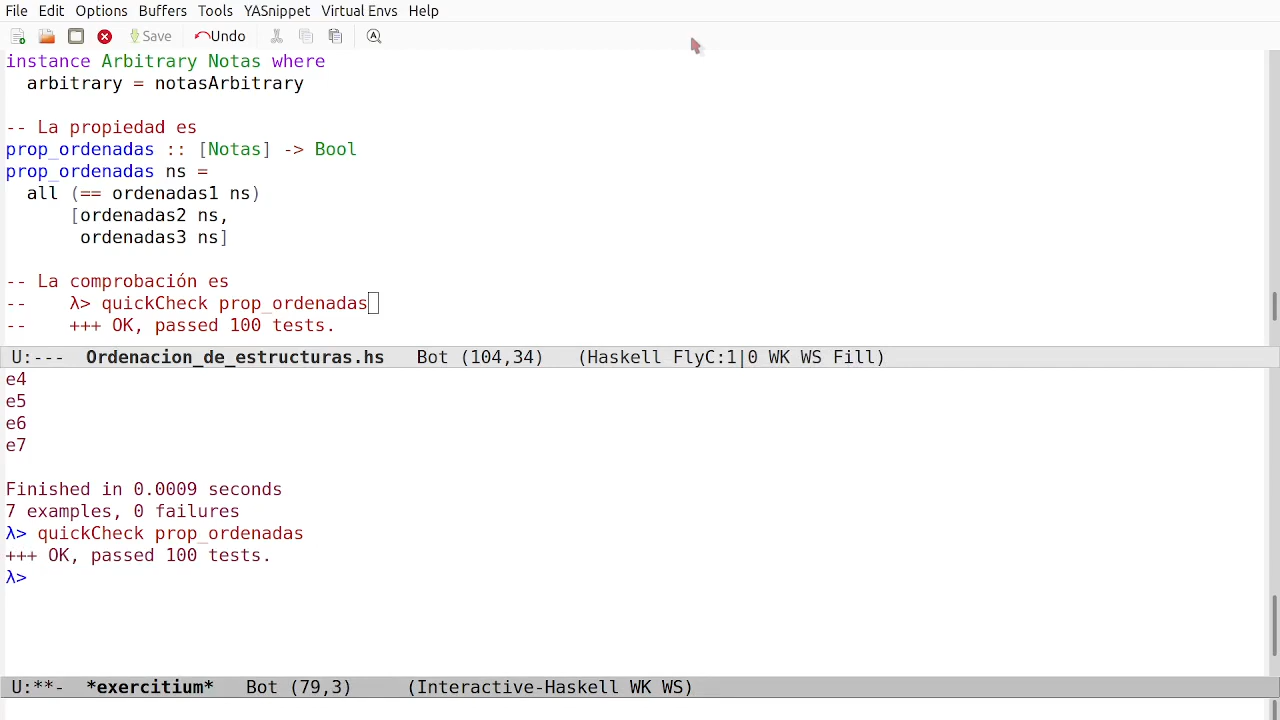 File Edit Options Buffers Tools YASnippet Virtual Envs Help
Save Undo
instance Arbitrary Notas where
  arbitrary = notasArbitrary
-- La propiedad es
prop_ordenadas :: [Notas] -> Bool
prop_ordenadas ns =
  all (== ordenadas1 ns)
      [ordenadas2 ns,
       ordenadas3 ns]
-- La comprobación es
--    λ> quickCheck prop_ordenadas
--    +++ OK, passed 100 tests.
U:---  Ordenacion_de_estructuras.hs   Bot (104,34)   (Haskell FlyC:1|0 WK WS Fill)
e4
e5
e6
e7
Finished in 0.0009 seconds
7 examples, 0 failures
λ> quickCheck prop_ordenadas
+++ OK, passed 100 tests.
λ>
U:**-  *exercitium*   Bot (79,3)     (Interactive-Haskell WK WS)